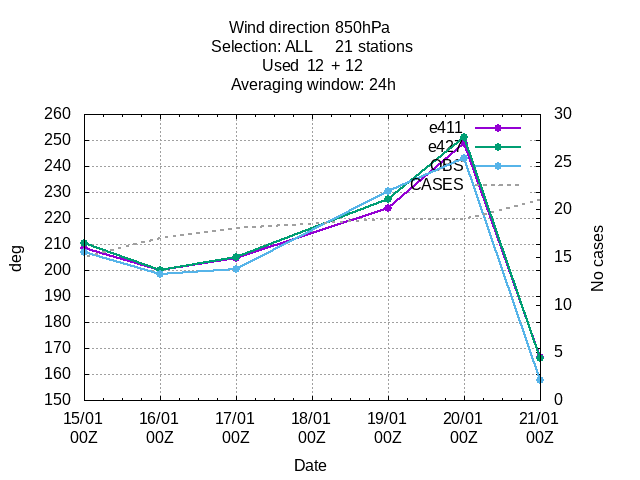 Wind direction 850hPa
Selection: ALL 21 stations
Used 12 + 12
Averaging window: 24h
260
250
240
230
220
210
200
190
180
170
160
150
30
25
20
15
10
5
0
deg
No cases
e411
OBS
CASES
15/01 16/01 17/01 18/01 19/01 20/01 21/01
00Z 00Z 00Z 00Z 00Z 00Z 00Z
Date